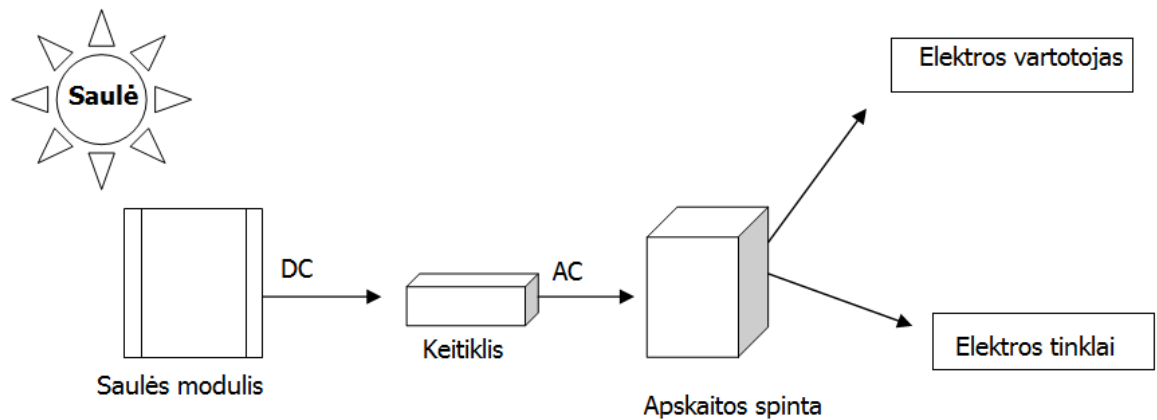 Elektros vartotojas
Saulė
DC
AC
Keitiklis
Elektros tinklai
Saulės modulis
Apskaitos spinta